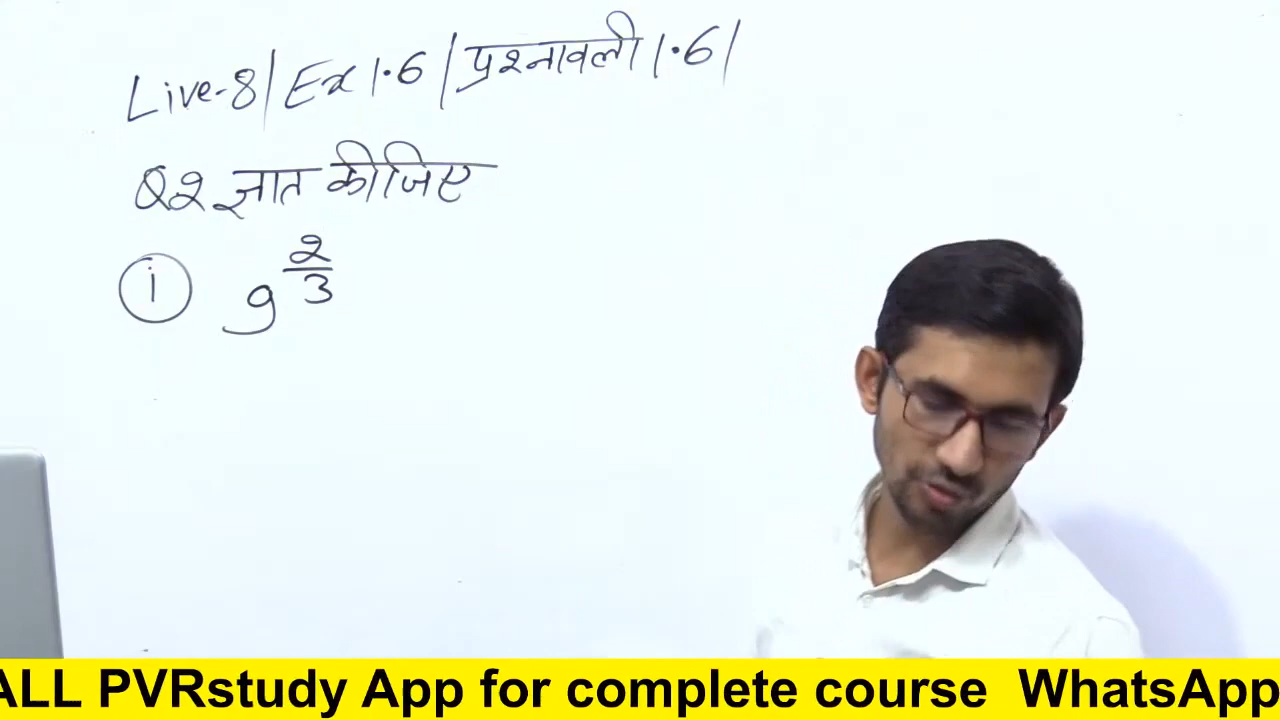 Live-8| Ex 1.6 | प्रश्नावली 1.6|
Q2 ज्ञात कीजिए
i 9^(2/3)
ALL PVRstudy App for complete course WhatsApp